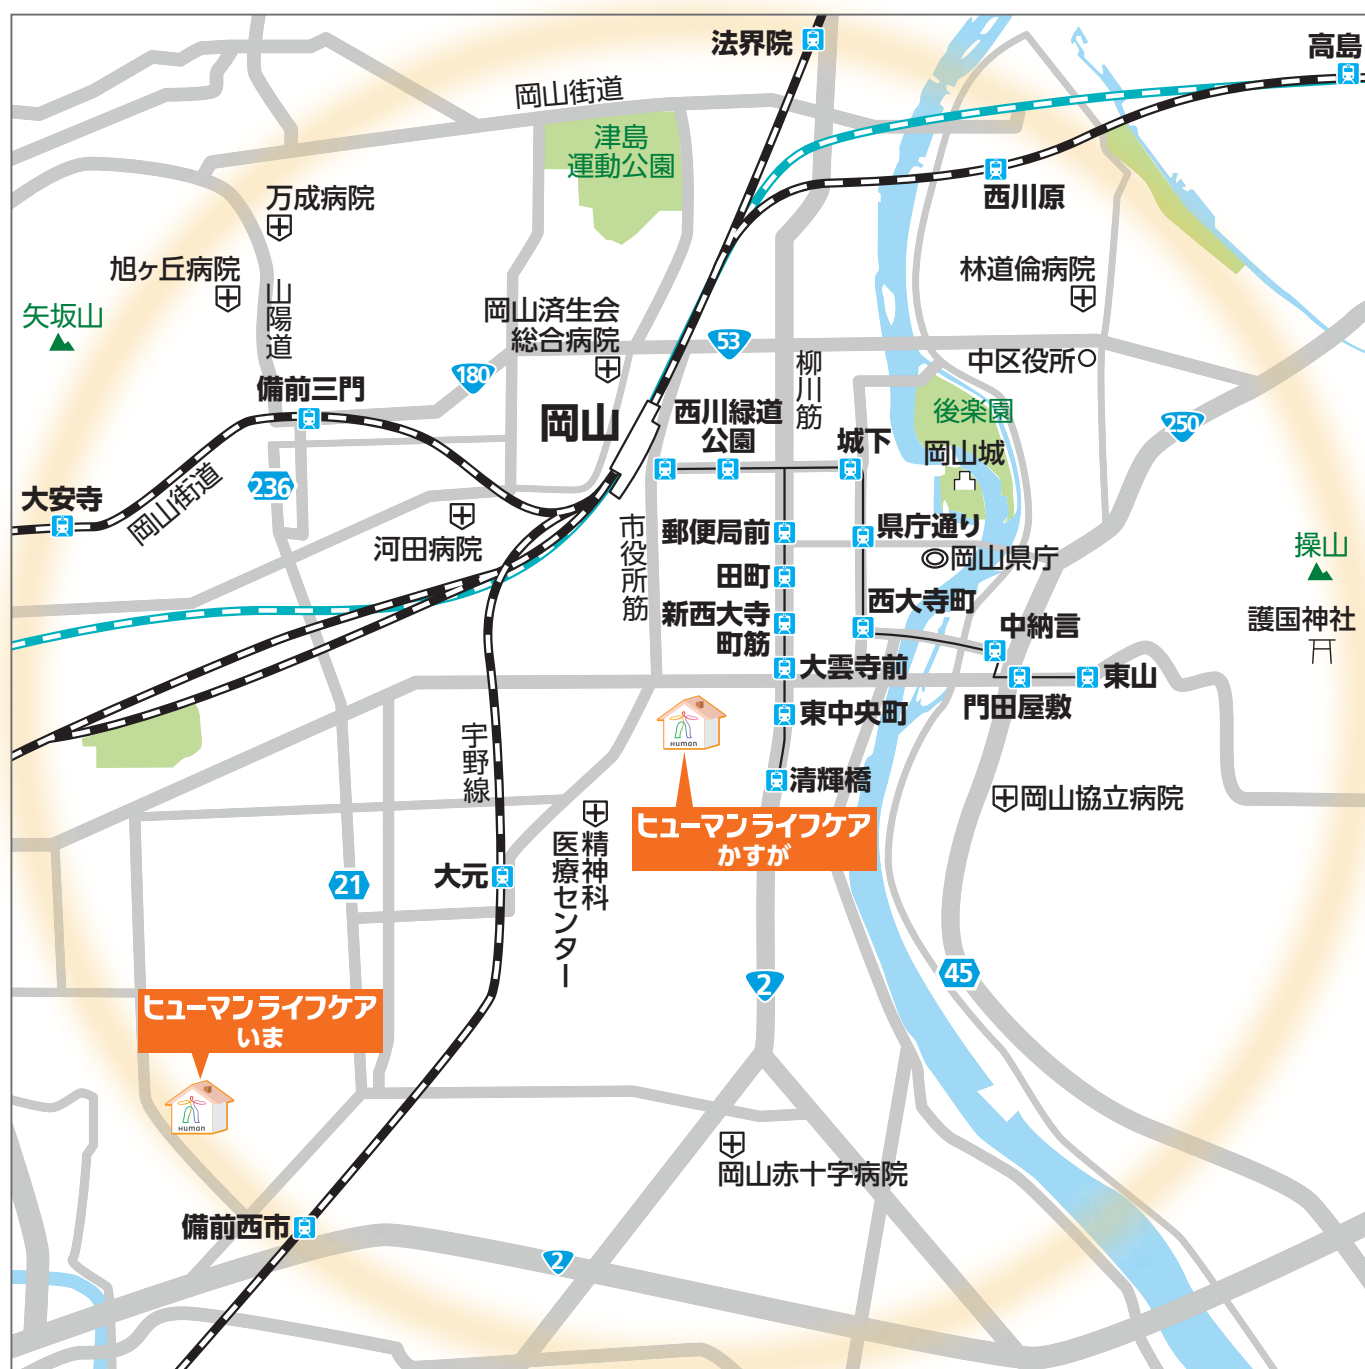 法界院
高島
岡山街道
津島
運動公園
西川原
万成病院
旭ヶ丘病院
山陽道
林道倫病院
矢坂山
岡山済生会
総合病院
53
中区役所
180
備前三門
岡山
西川緑道
公園
柳川筋
城下
後楽園
岡山城
250
236
大安寺
岡山街道
河田病院
市役所筋
郵便局前
県庁通り
岡山県庁
操山
田町
新西大寺
町筋
西大寺町
中納言
護国神社
大雲寺前
東山
門田屋敷
東中央町
Human
宇野線
清輝橋
岡山協立病院
ヒューマンライフケア
かすが
精神科
医療センター
大元
21
2
45
ヒューマンライフケア
いま
Human
岡山赤十字病院
備前西市
2